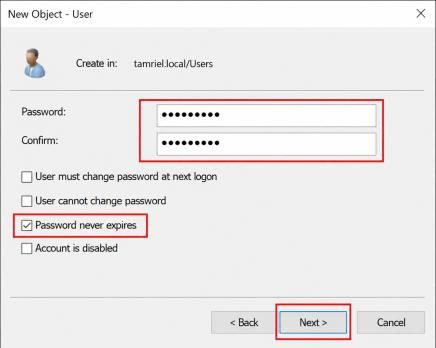 New Object - User
Create in: tamriel.local/Users
Password: ●●●●●●●●●
Confirm: ●●●●●●●●●
User must change password at next logon
User cannot change password
Password never expires
Account is disabled
< Back Next > Cancel